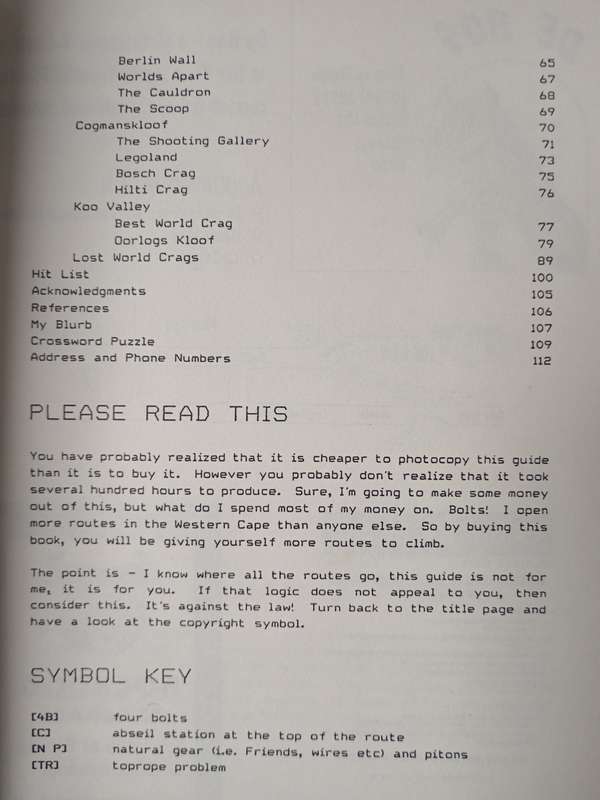 Berlin Wall 65
Worlds Apart 67
The Cauldron 68
The Scoop 69
Cogmanskloof 70
The Shooting Gallery 71
Legoland 73
Bosch Crag 75
Hilti Crag 76
Koo Valley
Best World Crag 77
Oorlogs Kloof 79
Lost World Crags 89
Hit List 100
Acknowledgments 105
References 106
My Blurb 107
Crossword Puzzle 109
Address and Phone Numbers 112
PLEASE READ THIS
You have probably realized that it is cheaper to photocopy this guide
than it is to buy it. However you probably don't realize that it took
several hundred hours to produce. Sure, I'm going to make some money
out of this, but what do I spend most of my money on. Bolts! I open
more routes in the Western Cape than anyone else. So by buying this
book, you will be giving yourself more routes to climb.
The point is - I know where all the routes go, this guide is not for
me, it is for you. If that logic does not appeal to you, then
consider this. It's against the law! Turn back to the title page and
have a look at the copyright symbol.
SYMBOL KEY
[4B] four bolts
[C] abseil station at the top of the route
[N P] natural gear (i.e. Friends, wires etc) and pitons
[TR] toprope problem